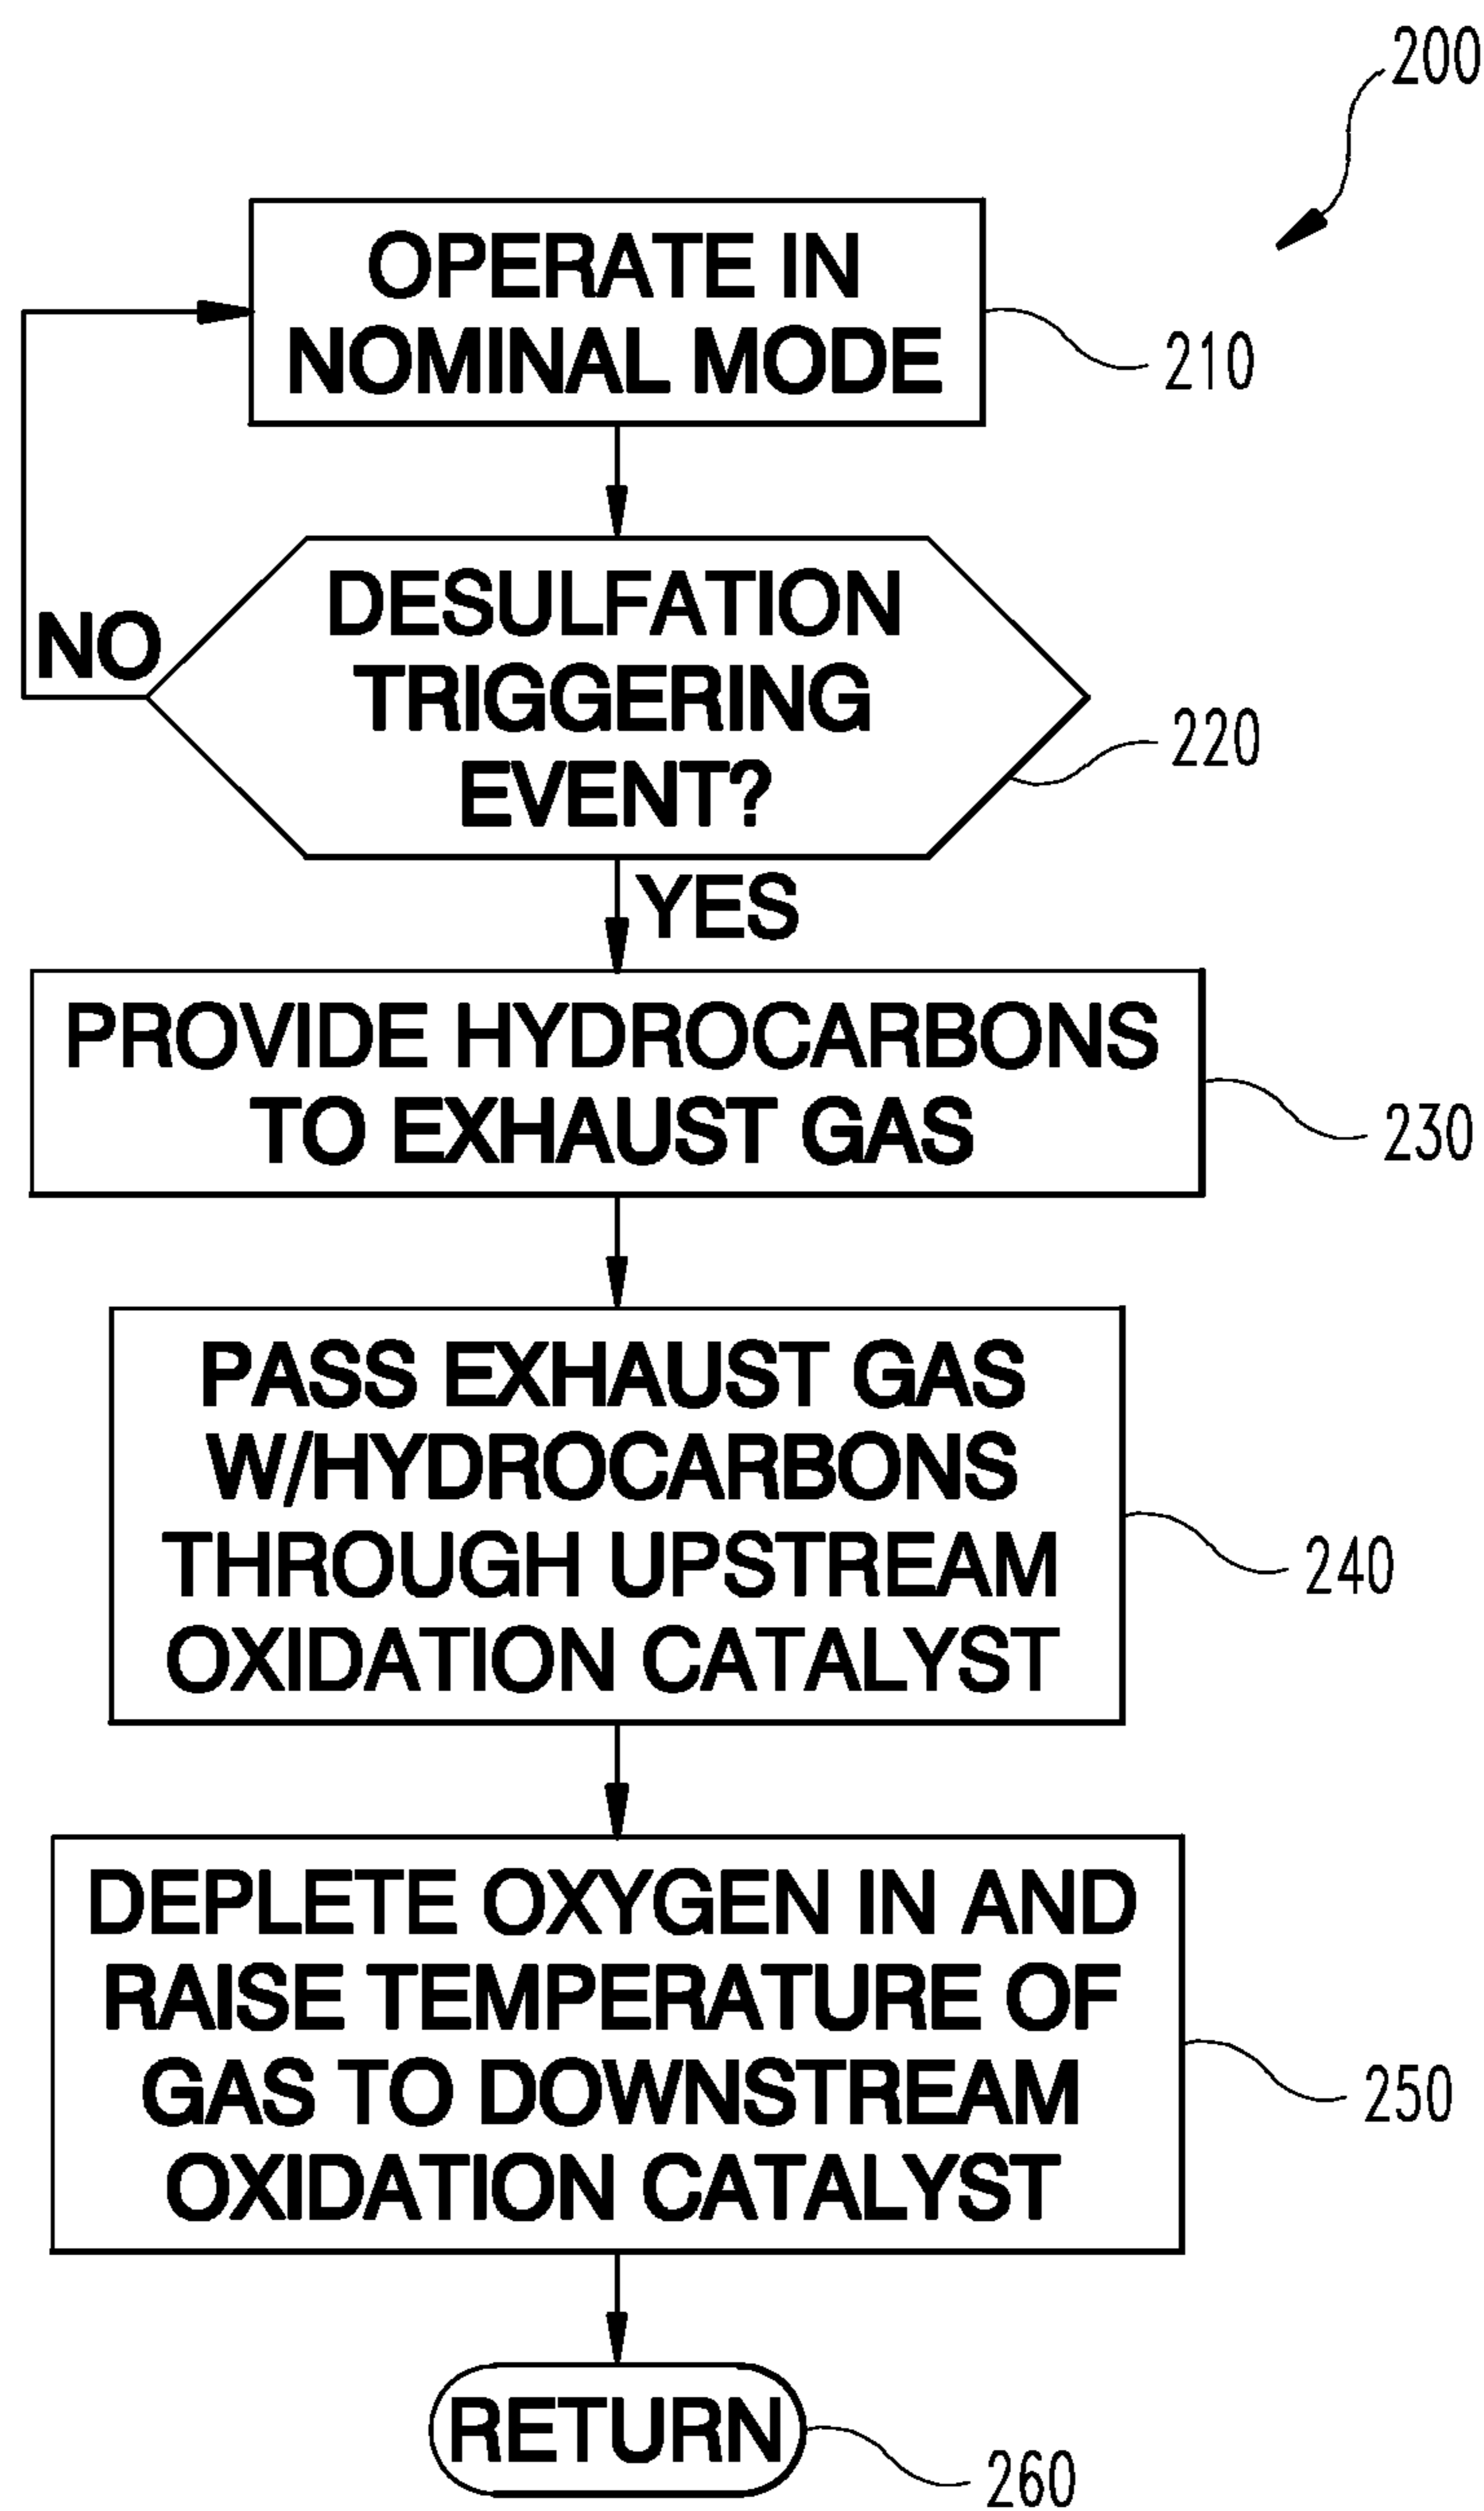 200
OPERATE IN
NOMINAL MODE
210
DESULFATION
TRIGGERING
EVENT?
NO
220
YES
PROVIDE HYDROCARBONS
TO EXHAUST GAS
230
PASS EXHAUST GAS
W/HYDROCARBONS
THROUGH UPSTREAM
OXIDATION CATALYST
240
DEPLETE OXYGEN IN AND
RAISE TEMPERATURE OF
GAS TO DOWNSTREAM
OXIDATION CATALYST
250
RETURN
260